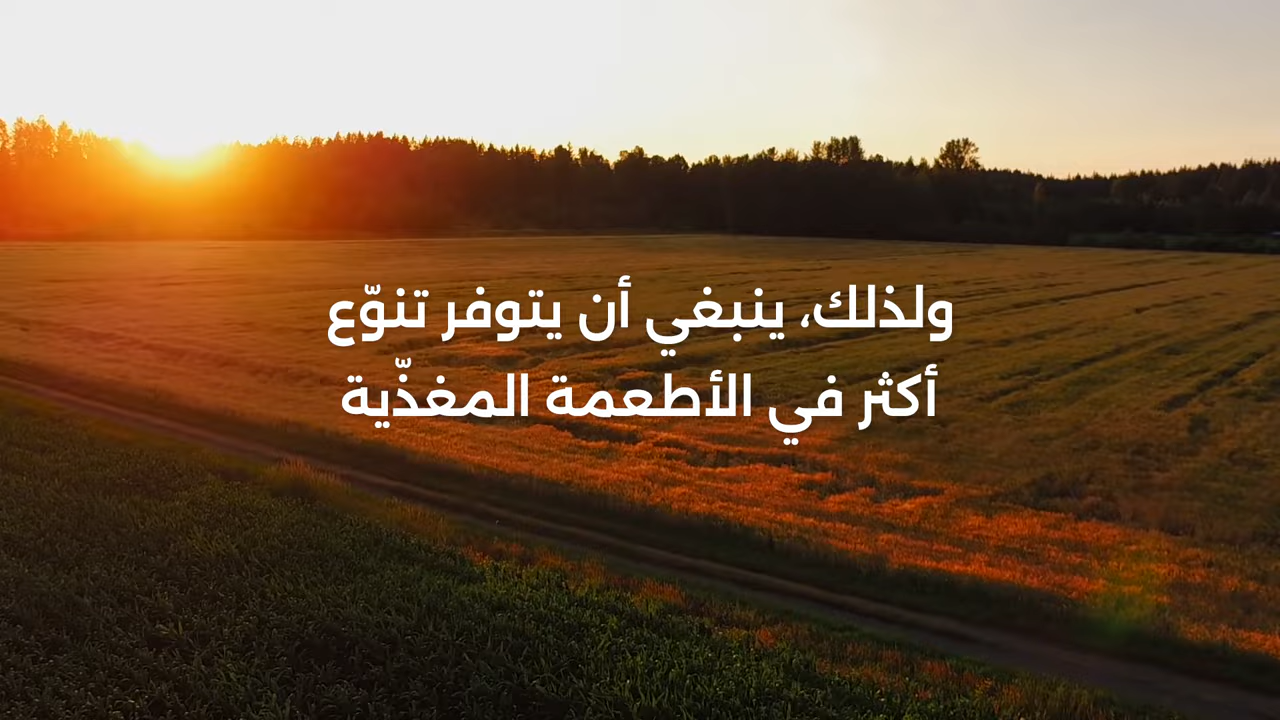 ولذلك، ينبغي أن يتوفر تنوّع
أكثر في الأطعمة المغذّية